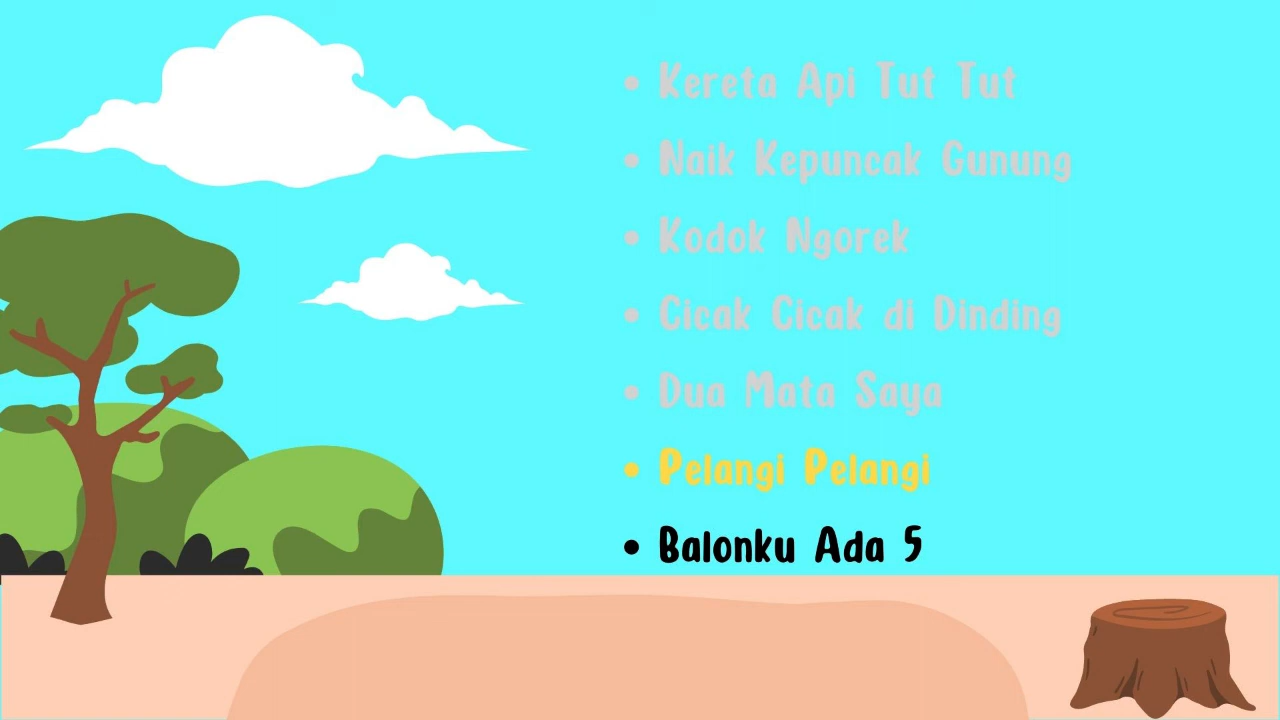 • Kereta Api Tut Tut
• Naik Kepuncak Gunung
• Kodok Ngorek
• Cicak Cicak di Dinding
• Dua Mata Saya
• Pelangi Pelangi
• Balonku Ada 5